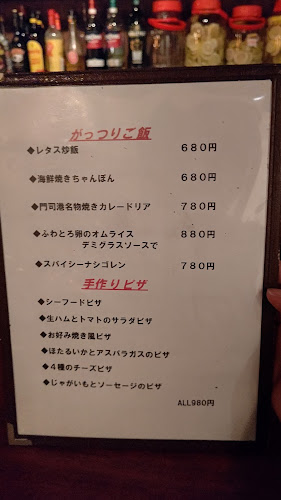 がっつりご飯
◆レタス炒飯 680円
◆海鮮焼きちゃんぽん 680円
◆門司港名物焼きカレードリア 780円
◆ふわとろ卵のオムライス 880円
デミグラスソースで
◆スパイシーナシゴレン 780円
手作りピザ
◆シーフードピザ
◆生ハムとトマトのサラダピザ
◆お好み焼き風ピザ
◆ほたるいかとアスパラガスのピザ
◆4種のチーズピザ
◆じゃがいもとソーセージのピザ
ALL980円